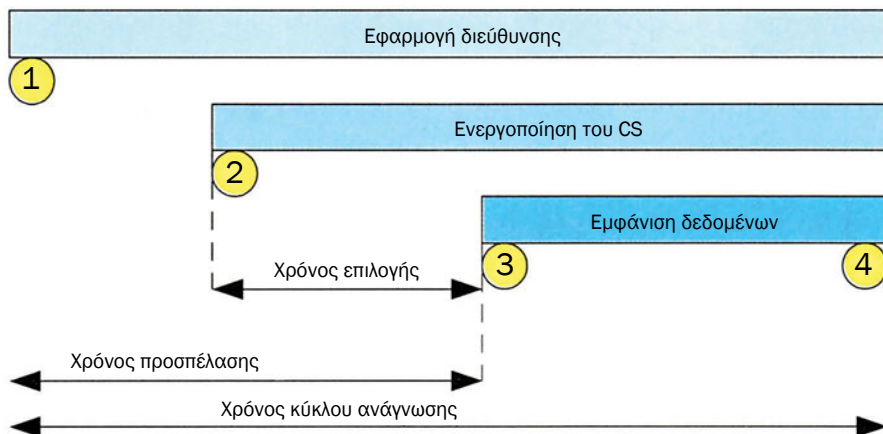 Εφαρμογή διεύθυνσης
1
Ενεργοποίηση του CS
2
Εμφάνιση δεδομένων
3
4
Χρόνος επιλογής
Χρόνος προσπέλασης
Χρόνος κύκλου ανάγνωσης